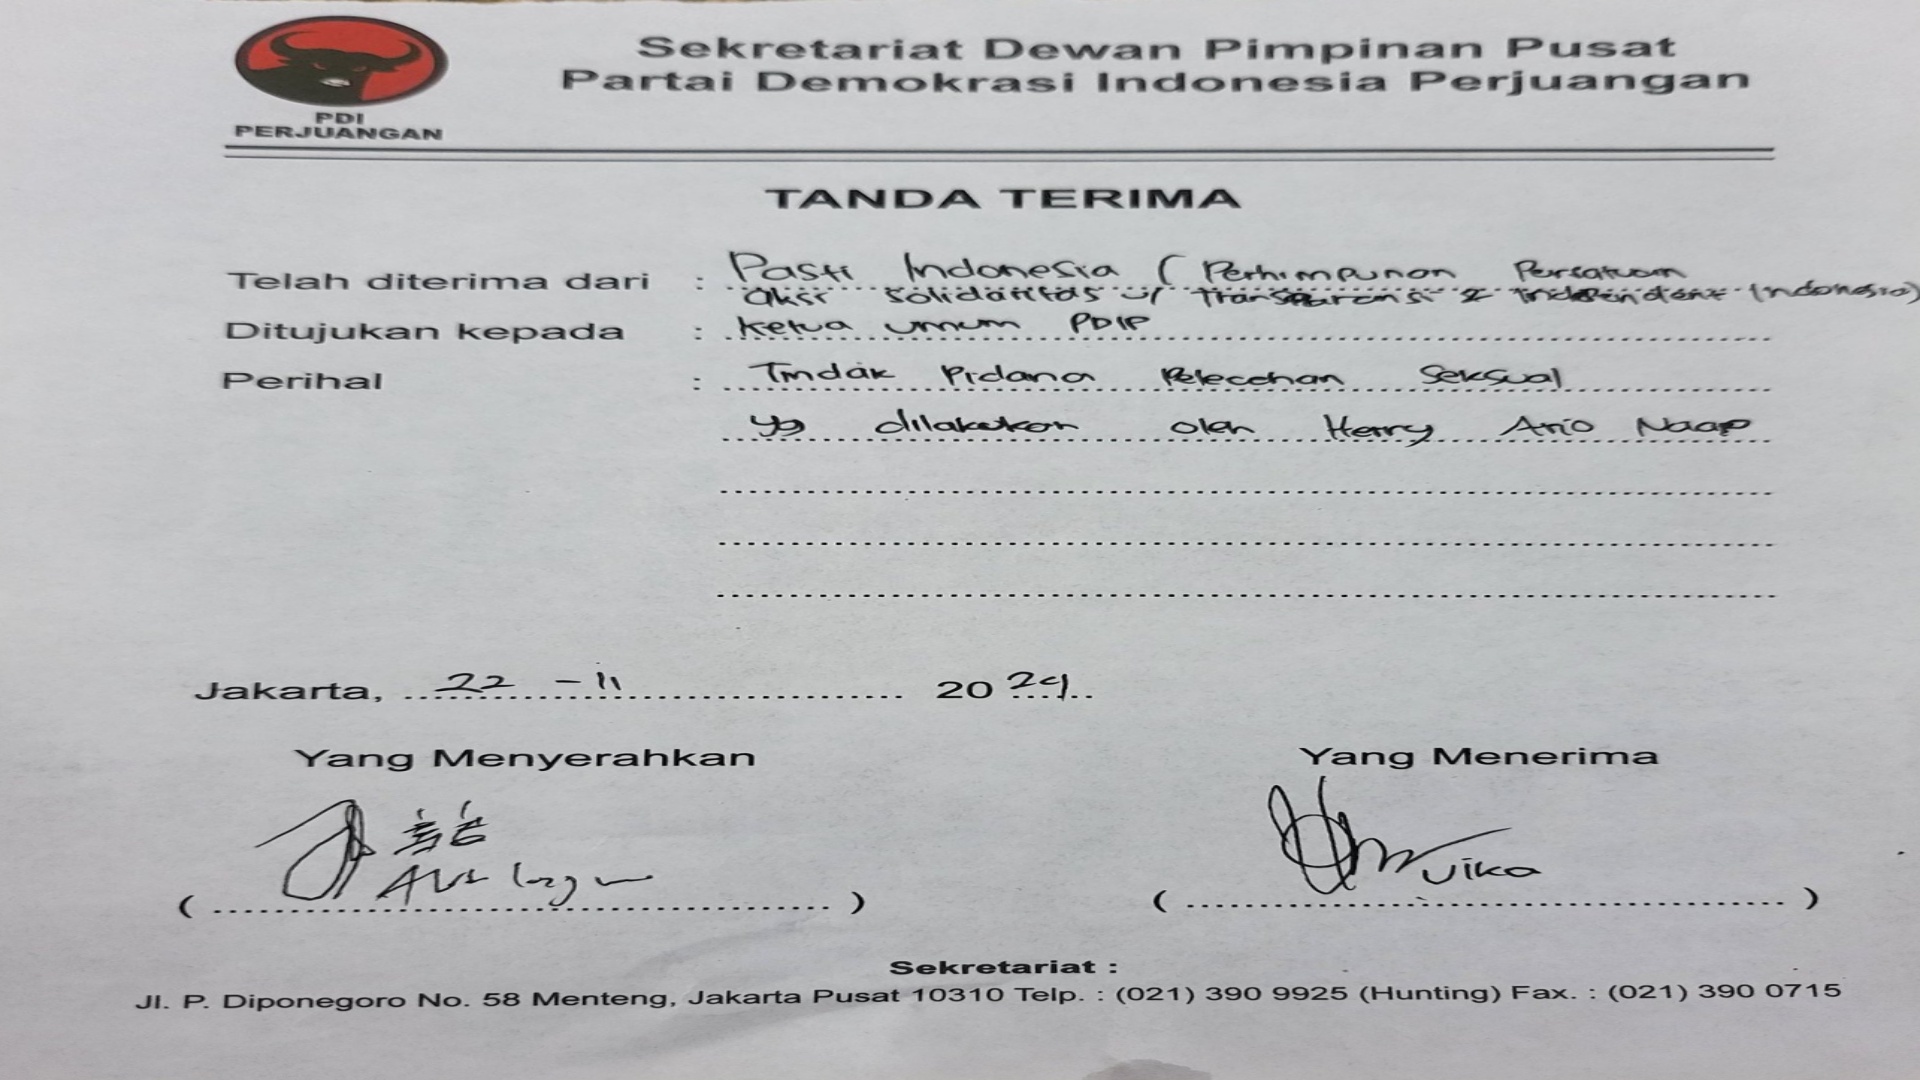 PDI
PERJUANGAN
Sekretariat Dewan Pimpinan Pusat
Partai Demokrasi Indonesia Perjuangan
TANDA TERIMA
Telah diterima dari : Pasti Indonesia ( Perhimpunan Persatuan
aksi solidaritas u/ transparansi & Independent Indonesia)
Ditujukan kepada : Ketua umum PDIP
Perihal : Tindak Pidana Pelecehan Seksual
yg dilakukan oleh Herry Ario Naap
Jakarta, 22 - 11 2024
Yang Menyerahkan
Yang Menerima
Vika
( )
( )
Sekretariat :
Jl. P. Diponegoro No. 58 Menteng, Jakarta Pusat 10310 Telp. : (021) 390 9925 (Hunting) Fax. : (021) 390 0715